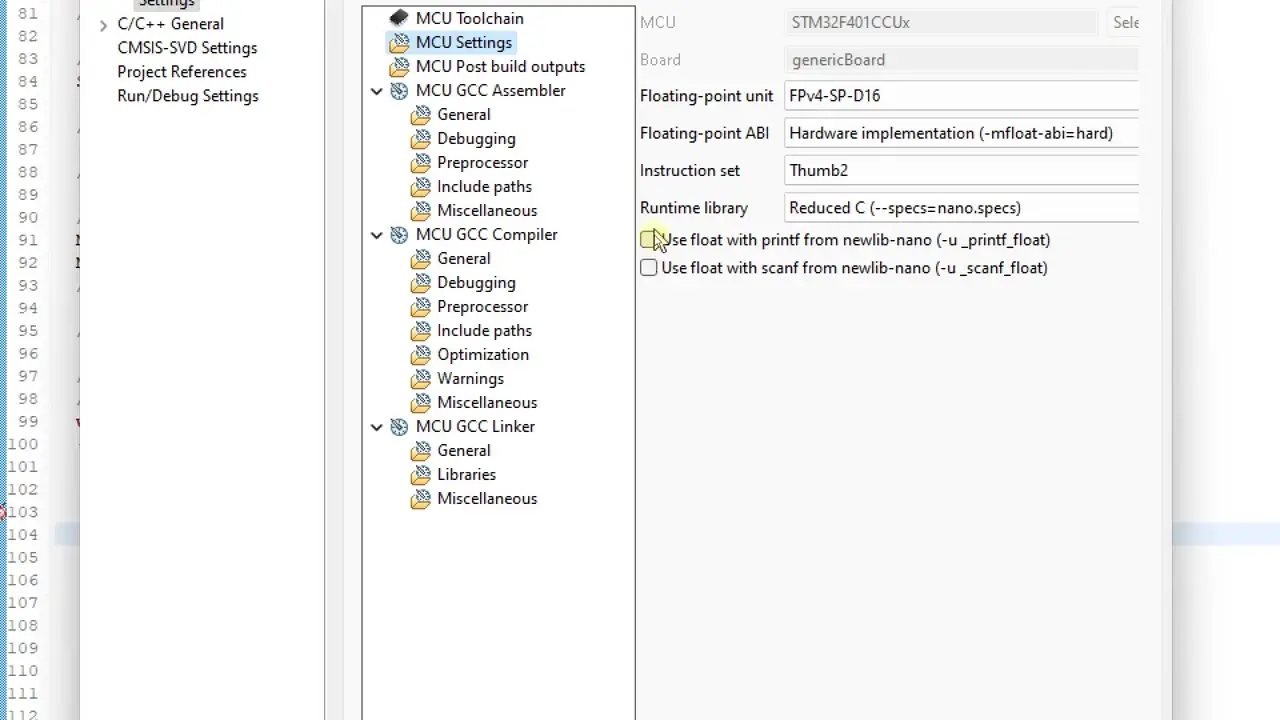 Settings
C/C++ General
CMSIS-SVD Settings
Project References
Run/Debug Settings
MCU Toolchain
MCU Settings
MCU Post build outputs
MCU GCC Assembler
General
Debugging
Preprocessor
Include paths
Miscellaneous
MCU GCC Compiler
General
Debugging
Preprocessor
Include paths
Optimization
Warnings
Miscellaneous
MCU GCC Linker
General
Libraries
Miscellaneous
MCU STM32F401CCUx Sele
Board genericBoard
Floating-point unit FPv4-SP-D16
Floating-point ABI Hardware implementation (-mfloat-abi=hard)
Instruction set Thumb2
Runtime library Reduced C (--specs=nano.specs)
Use float with printf from newlib-nano (-u _printf_float)
Use float with scanf from newlib-nano (-u _scanf_float)
81
82
83
84
85
86
87
88
89
90
91
92
93
94
95
96
97
98
99
100
101
102
103
104
105
106
107
108
109
110
111
112